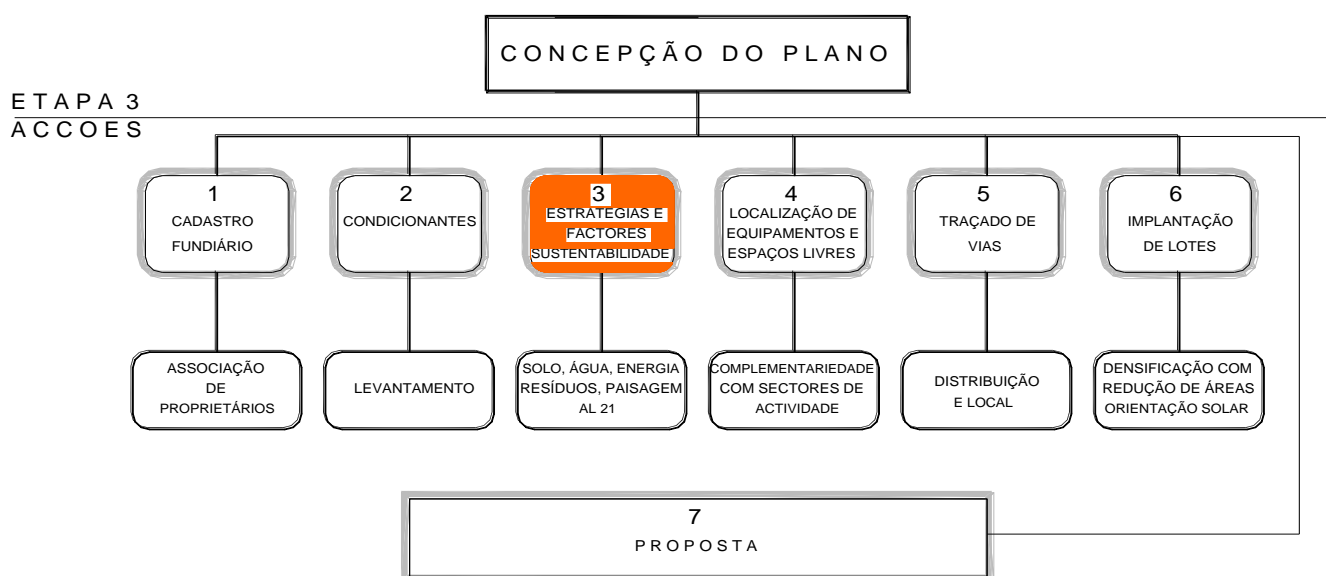 CONCEPÇÃO DO PLANO
ETAPA 3
ACCOES
1
CADASTRO
FUNDIÁRIO
2
CONDICIONANTES
3
ESTRATEGIAS E
FACTORES
SUSTENTABILIDADE
4
LOCALIZAÇÃO DE
EQUIPAMENTOS E
ESPAÇOS LIVRES
5
TRAÇADO DE
VIAS
6
IMPLANTAÇÃO
DE LOTES
ASSOCIAÇÃO
DE
PROPRIETÁRIOS
LEVANTAMENTO
SOLO, ÁGUA, ENERGIA
RESÍDUOS, PAISAGEM
AL 21
COMPLEMENTARIEDADE
COM SECTORES DE
ACTIVIDADE
DISTRIBUIÇÃO
E LOCAL
DENSIFICAÇÃO COM
REDUÇÃO DE ÁREAS
ORIENTAÇÃO SOLAR
7
PROPOSTA